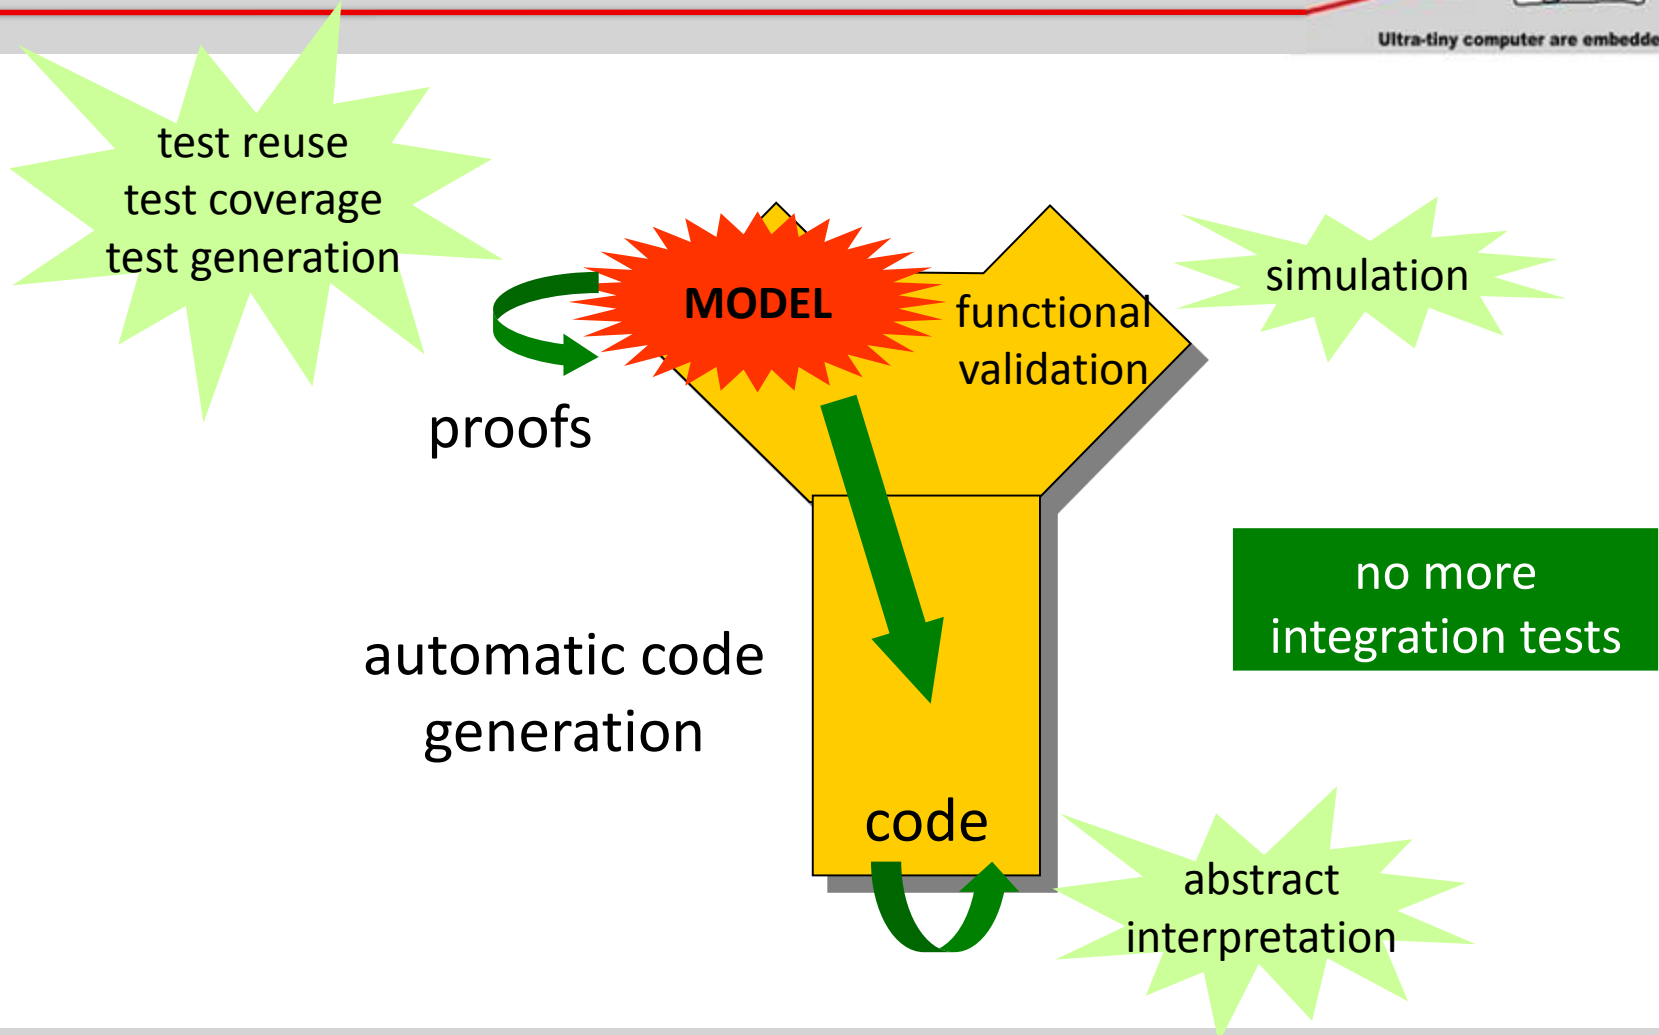 Ultra-tiny computer are embedde
test reuse
test coverage
test generation
MODEL
functional
validation
simulation
proofs
no more
integration tests
automatic code
generation
code
abstract
interpretation